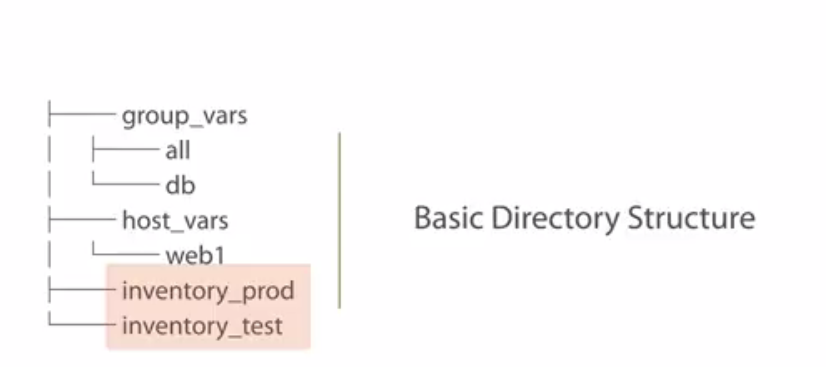 group_vars
all
db
host_vars
web1
inventory_prod
inventory_test
Basic Directory Structure